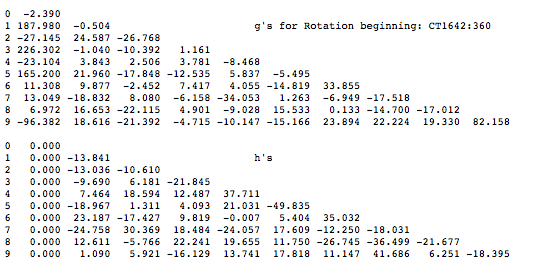 0 -2.390
1 187.980 -0.504 g's for Rotation beginning: CT1642:360
2 -27.145 24.587 -26.768
3 226.302 -1.040 -10.392 1.161
4 -23.104 3.843 2.506 3.781 -8.468
5 165.200 21.960 -17.848 -12.535 5.837 -5.495
6 11.308 9.877 -2.452 7.417 4.055 -14.819 33.855
7 13.049 -18.832 8.080 -6.158 -34.053 1.263 -6.949 -17.518
8 6.972 16.653 -22.115 4.901 -9.028 15.533 0.133 -14.700 -17.012
9 -96.382 18.616 -21.392 -4.715 -10.147 -15.166 23.894 22.224 19.330 82.158
0 0.000
1 0.000 -13.841 h's
2 0.000 -13.036 -10.610
3 0.000 -9.690 6.181 -21.845
4 0.000 7.464 18.594 12.487 37.711
5 0.000 -18.967 1.311 4.093 21.031 -49.835
6 0.000 23.187 -17.427 9.819 -0.007 5.404 35.032
7 0.000 -24.758 30.369 18.484 -24.057 17.609 -12.250 -18.031
8 0.000 12.611 -5.766 22.241 19.655 11.750 -26.745 -36.499 -21.677
9 0.000 1.090 5.921 -16.129 13.741 17.818 11.147 41.686 6.251 -18.395